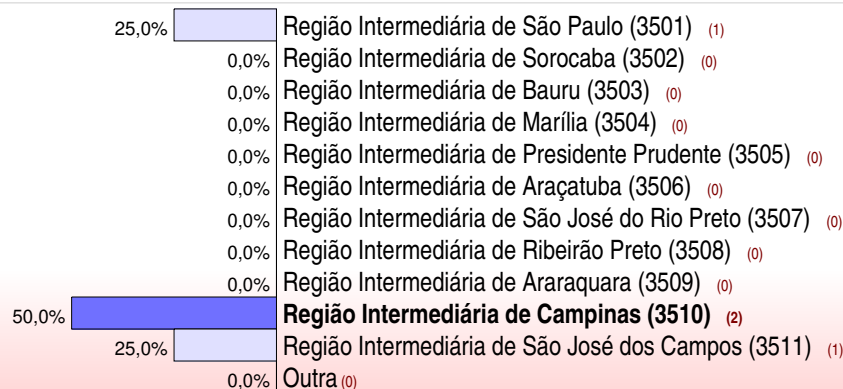 25,0% Região Intermediária de São Paulo (3501) (1)
0,0% Região Intermediária de Sorocaba (3502) (0)
0,0% Região Intermediária de Bauru (3503) (0)
0,0% Região Intermediária de Marília (3504) (0)
0,0% Região Intermediária de Presidente Prudente (3505) (0)
0,0% Região Intermediária de Araçatuba (3506) (0)
0,0% Região Intermediária de São José do Rio Preto (3507) (0)
0,0% Região Intermediária de Ribeirão Preto (3508) (0)
0,0% Região Intermediária de Araraquara (3509) (0)
50,0% Região Intermediária de Campinas (3510) (2)
25,0% Região Intermediária de São José dos Campos (3511) (1)
0,0% Outra (0)